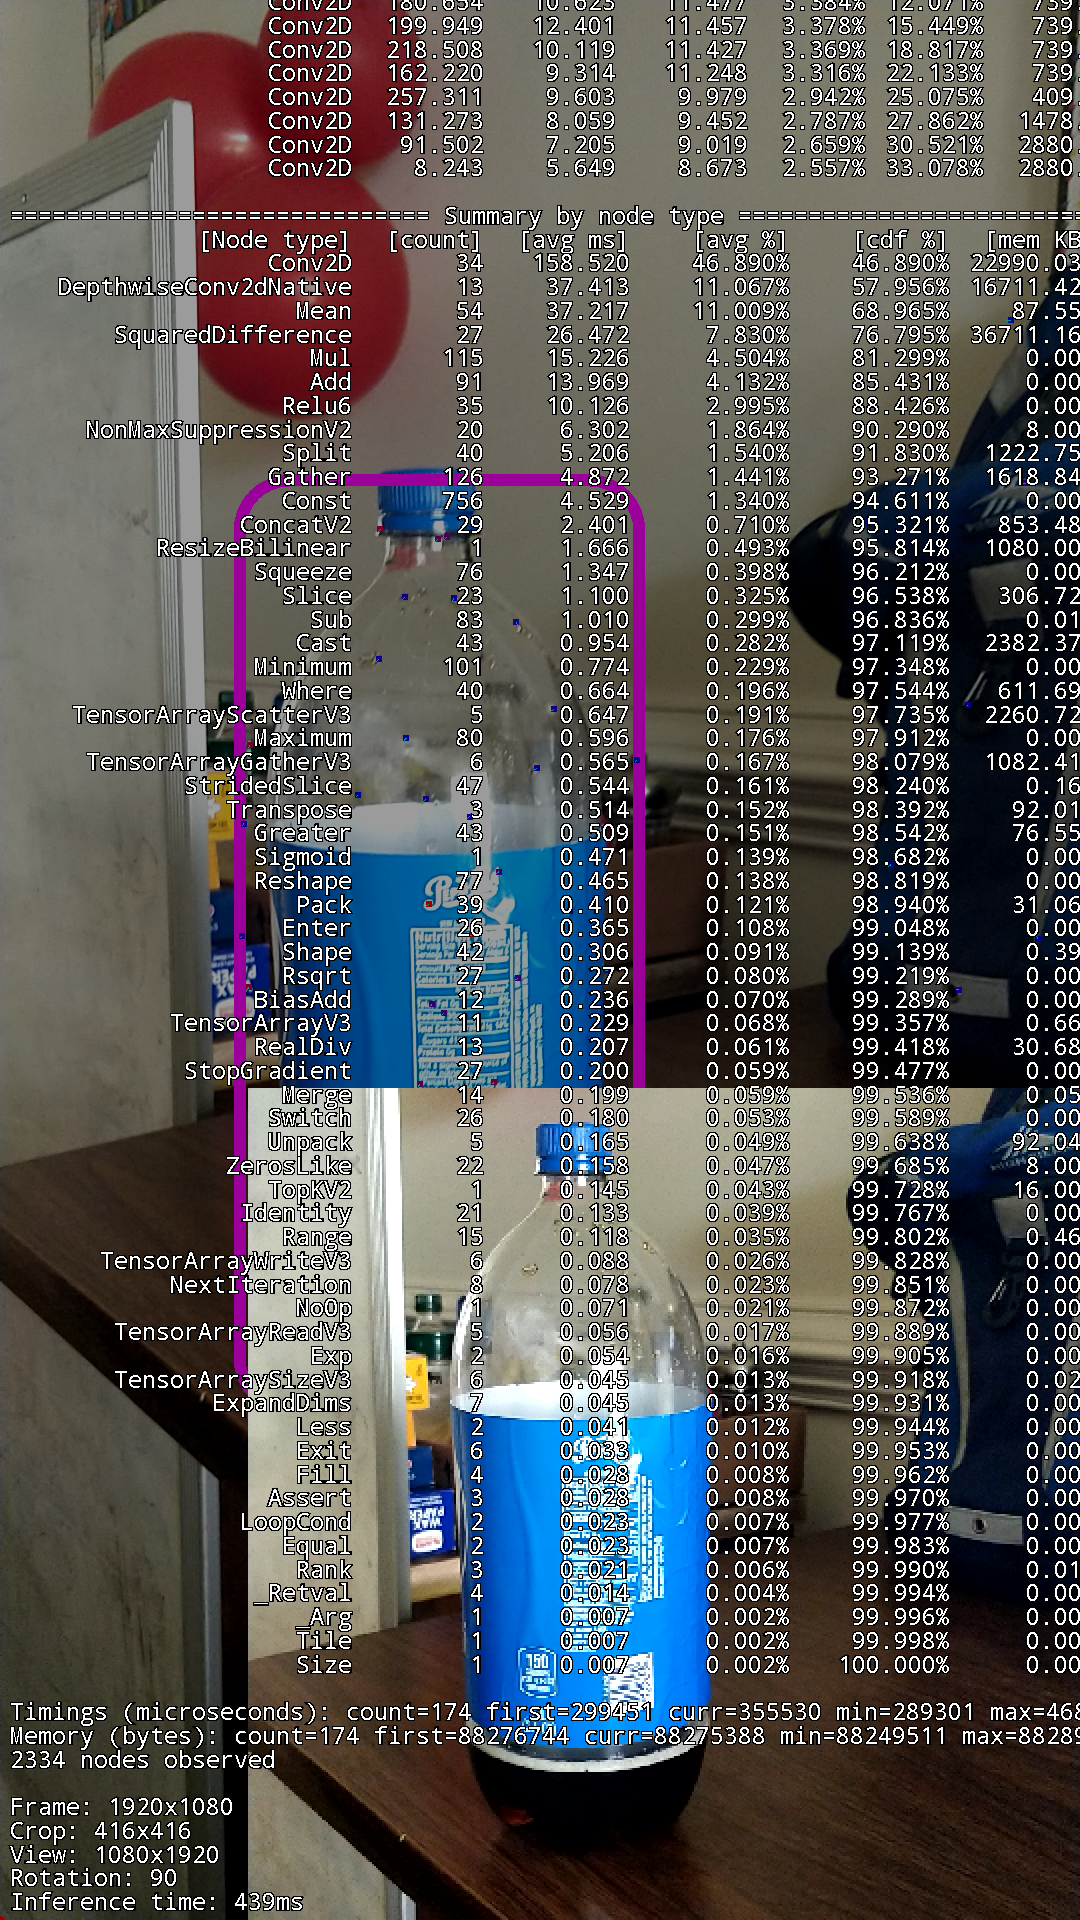 Conv2D 180.654 10.623 11.477 3.384% 12.071% 739.
Conv2D 199.949 12.401 11.457 3.378% 15.449% 739.
Conv2D 218.508 10.119 11.427 3.369% 18.817% 739.
Conv2D 162.220 9.314 11.248 3.316% 22.133% 739.
Conv2D 257.311 9.603 9.979 2.942% 25.075% 409.
Conv2D 131.273 8.059 9.452 2.787% 27.862% 1478.
Conv2D 91.502 7.205 9.019 2.659% 30.521% 2880.
Conv2D 8.243 5.649 8.673 2.557% 33.078% 2880.
============================== Summary by node type =========================
[Node type] [count] [avg ms] [avg %] [cdf %] [mem KB
Conv2D 34 158.520 46.890% 46.890% 22990.03
DepthwiseConv2dNative 13 37.413 11.067% 57.956% 16711.42
Mean 54 37.217 11.009% 68.965% 87.55
SquaredDifference 27 26.472 7.830% 76.795% 36711.16
Mul 115 15.226 4.504% 81.299% 0.00
Add 91 13.969 4.132% 85.431% 0.00
Relu6 35 10.126 2.995% 88.426% 0.00
NonMaxSuppressionV2 20 6.302 1.864% 90.290% 8.00
Split 40 5.206 1.540% 91.830% 1222.75
Gather 126 4.872 1.441% 93.271% 1618.84
Const 756 4.529 1.340% 94.611% 0.00
ConcatV2 29 2.401 0.710% 95.321% 853.48
ResizeBilinear 1 1.666 0.493% 95.814% 1080.00
Squeeze 76 1.347 0.398% 96.212% 0.00
Slice 23 1.100 0.325% 96.538% 306.72
Sub 83 1.010 0.299% 96.836% 0.01
Cast 43 0.954 0.282% 97.119% 2382.37
Minimum 101 0.774 0.229% 97.348% 0.00
Where 40 0.664 0.196% 97.544% 611.69
TensorArrayScatterV3 5 0.647 0.191% 97.735% 2260.72
Maximum 80 0.596 0.176% 97.912% 0.00
TensorArrayGatherV3 6 0.565 0.167% 98.079% 1082.41
StridedSlice 47 0.544 0.161% 98.240% 0.16
Transpose 3 0.514 0.152% 98.392% 92.01
Greater 43 0.509 0.151% 98.542% 76.55
Sigmoid 1 0.471 0.139% 98.682% 0.00
Reshape 77 0.465 0.138% 98.819% 0.00
Pack 39 0.410 0.121% 98.940% 31.06
Enter 26 0.365 0.108% 99.048% 0.00
Shape 42 0.306 0.091% 99.139% 0.39
Rsqrt 27 0.272 0.080% 99.219% 0.00
BiasAdd 12 0.236 0.070% 99.289% 0.00
TensorArrayV3 11 0.229 0.068% 99.357% 0.66
RealDiv 13 0.207 0.061% 99.418% 30.68
StopGradient 27 0.200 0.059% 99.477% 0.00
Merge 14 0.199 0.059% 99.536% 0.05
Switch 26 0.180 0.053% 99.589% 0.00
Unpack 5 0.165 0.049% 99.638% 92.04
ZerosLike 22 0.158 0.047% 99.685% 8.00
TopKV2 1 0.145 0.043% 99.728% 16.00
Identity 21 0.133 0.039% 99.767% 0.00
Range 15 0.118 0.035% 99.802% 0.46
TensorArrayWriteV3 6 0.088 0.026% 99.828% 0.00
NextIteration 8 0.078 0.023% 99.851% 0.00
NoOp 1 0.071 0.021% 99.872% 0.00
TensorArrayReadV3 5 0.056 0.017% 99.889% 0.00
Exp 2 0.054 0.016% 99.905% 0.00
TensorArraySizeV3 6 0.045 0.013% 99.918% 0.02
ExpandDims 7 0.045 0.013% 99.931% 0.00
Less 2 0.041 0.012% 99.944% 0.00
Exit 6 0.033 0.010% 99.953% 0.00
Fill 4 0.028 0.008% 99.962% 0.00
Assert 3 0.028 0.008% 99.970% 0.00
LoopCond 2 0.023 0.007% 99.977% 0.00
Equal 2 0.023 0.007% 99.983% 0.00
Rank 3 0.021 0.006% 99.990% 0.01
_Retval 4 0.014 0.004% 99.994% 0.00
_Arg 1 0.007 0.002% 99.996% 0.00
Tile 1 0.007 0.002% 99.998% 0.00
Size 1 0.007 0.002% 100.000% 0.00
150
Timings (microseconds): count=174 first=299451 curr=355530 min=289301 max=468
Memory (bytes): count=174 first=88276744 curr=88275388 min=88249511 max=8828
2334 nodes observed
Frame: 1920x1080
Crop: 416x416
View: 1080x1920
Rotation: 90
Inference time: 439ms